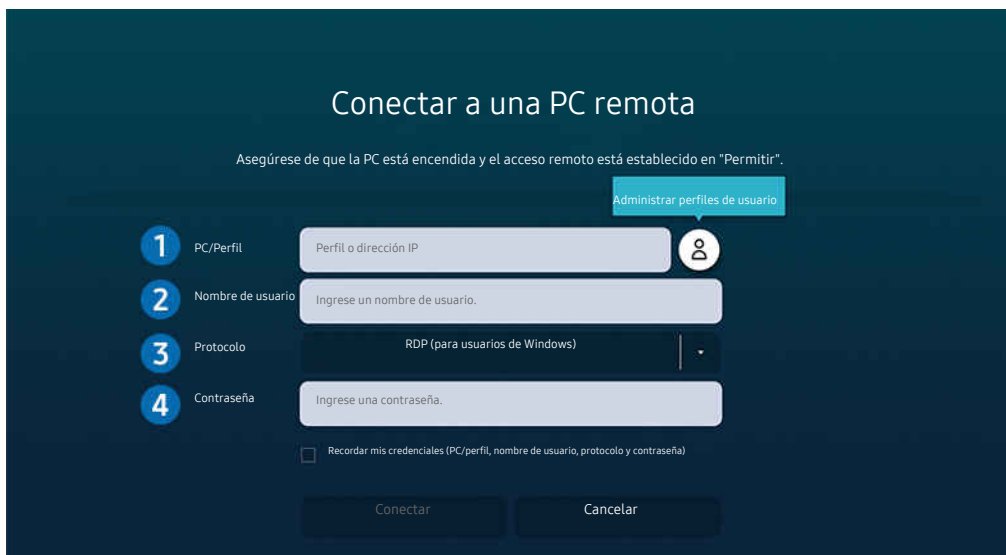 Conectar a una PC remota
Asegúrese de que la PC está encendida y el acceso remoto está establecido en "Permitir".
Administrar perfiles de usuario
1 PC/Perfil Perfil o dirección IP
2 Nombre de usuario Ingrese un nombre de usuario.
3 Protocolo RDP (para usuarios de Windows)
4 Contraseña Ingrese una contraseña.
Recordar mis credenciales (PC/perfil, nombre de usuario, protocolo y contraseña)
Conectar Cancelar